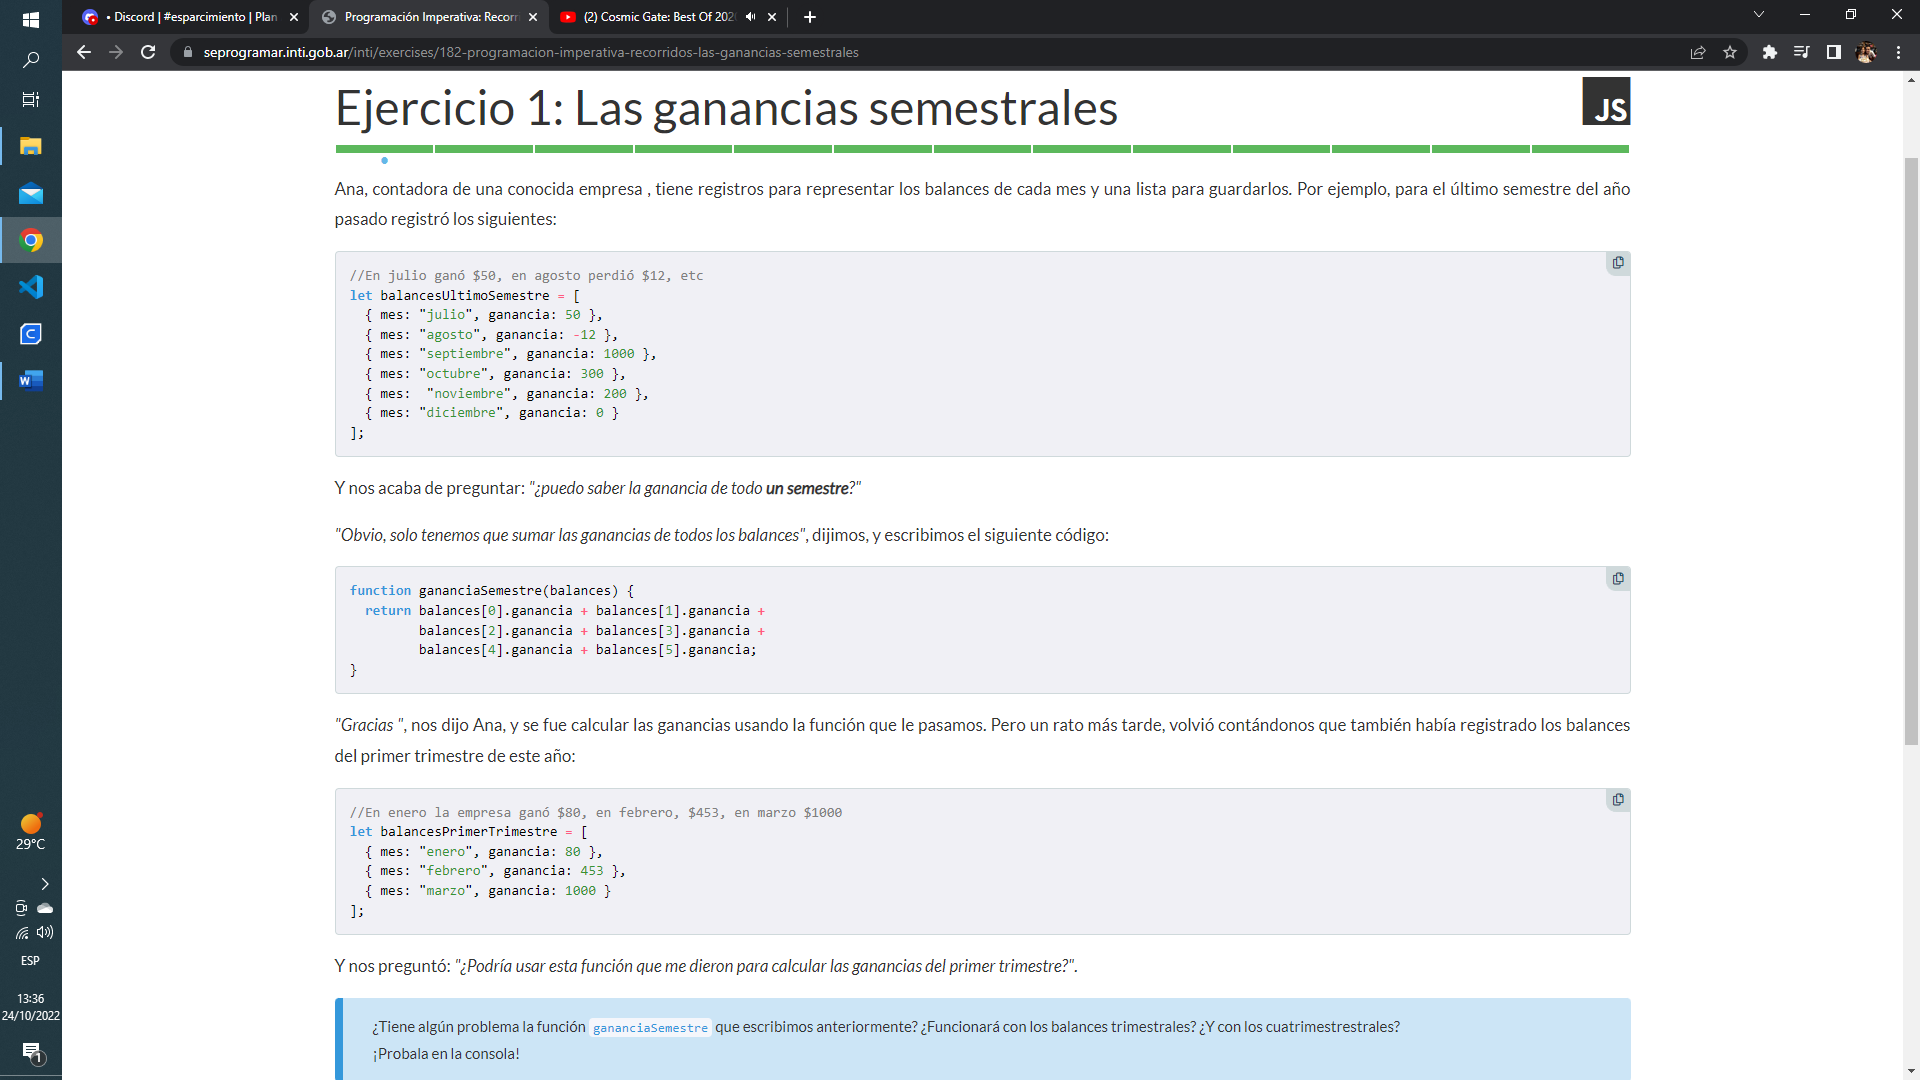 • Discord | #esparcimiento | Plan
Programación Imperativa: Recorr
(2) Cosmic Gate: Best Of 202
seprogramar.inti.gob.ar/inti/exercises/182-programacion-imperativa-recorridos-las-ganancias-semestrales
Ejercicio 1: Las ganancias semestrales
JS
Ana, contadora de una conocida empresa , tiene registros para representar los balances de cada mes y una lista para guardarlos. Por ejemplo, para el último semestre del año
pasado registró los siguientes:
//En julio ganó $50, en agosto perdió $12, etc
let balancesUltimoSemestre = [
{ mes: "julio", ganancia: 50 },
{ mes: "agosto", ganancia: -12 },
{ mes: "septiembre", ganancia: 1000 },
{ mes: "octubre", ganancia: 300 },
{ mes:  "noviembre", ganancia: 200 },
{ mes: "diciembre", ganancia: 0 }
];
Y nos acaba de preguntar: "¿puedo saber la ganancia de todo un semestre?"
"Obvio, solo tenemos que sumar las ganancias de todos los balances", dijimos, y escribimos el siguiente código:
function gananciaSemestre(balances) {
return balances[0].ganancia + balances[1].ganancia +
balances[2].ganancia + balances[3].ganancia +
balances[4].ganancia + balances[5].ganancia;
}
"Gracias ", nos dijo Ana, y se fue calcular las ganancias usando la función que le pasamos. Pero un rato más tarde, volvió contándonos que también había registrado los balances
del primer trimestre de este año:
//En enero la empresa ganó $80, en febrero, $453, en marzo $1000
let balancesPrimerTrimestre = [
{ mes: "enero", ganancia: 80 },
{ mes: "febrero", ganancia: 453 },
{ mes: "marzo", ganancia: 1000 }
];
Y nos preguntó: "¿Podría usar esta función que me dieron para calcular las ganancias del primer trimestre?".
¿Tiene algún problema la función gananciaSemestre que escribimos anteriormente? ¿Funcionará con los balances trimestrales? ¿Y con los cuatrimestrestrales?
¡Probala en la consola!
29°C
ESP
13:36
24/10/2022
1